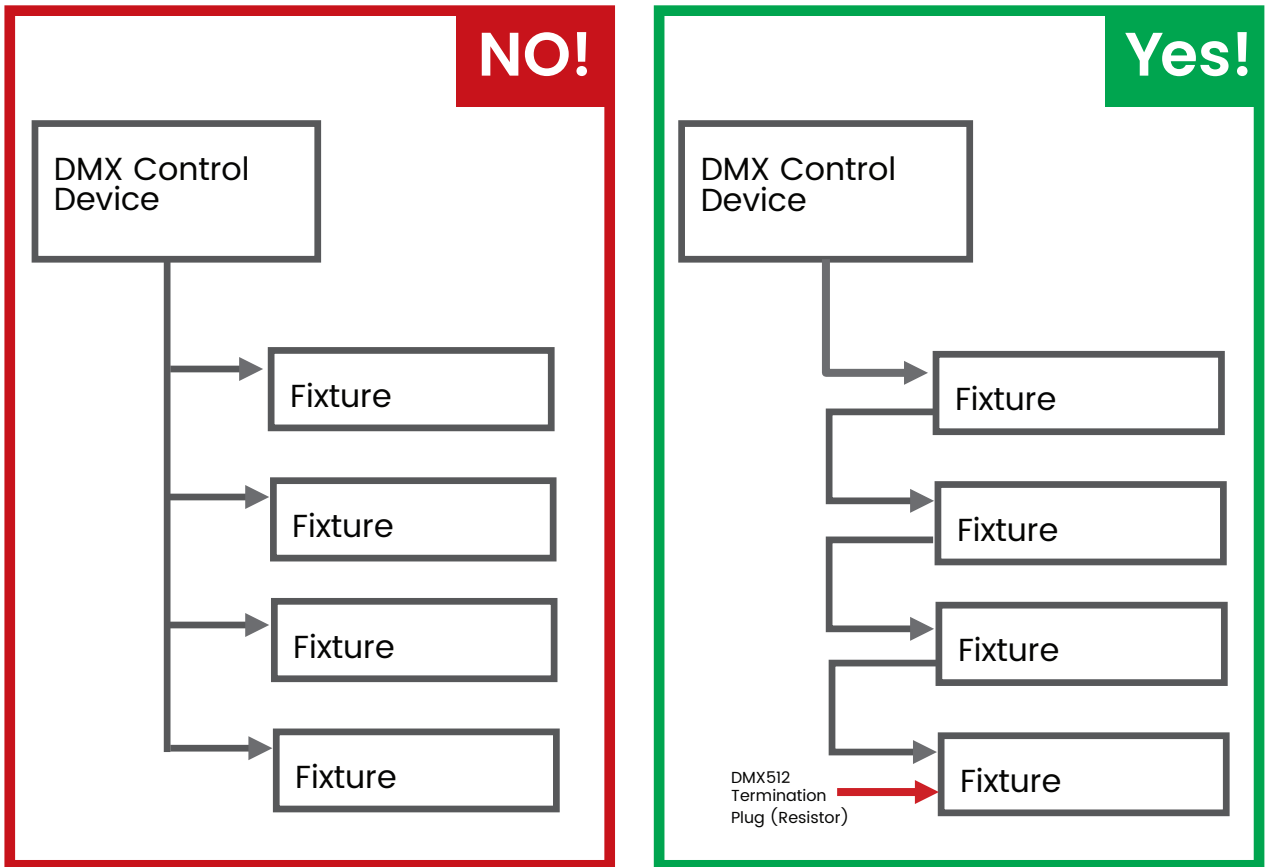 NO!
DMX Control
Device
Fixture
Fixture
Fixture
Fixture
Yes!
DMX Control
Device
Fixture
Fixture
Fixture
Fixture
DMX512
Termination
Plug (Resistor)